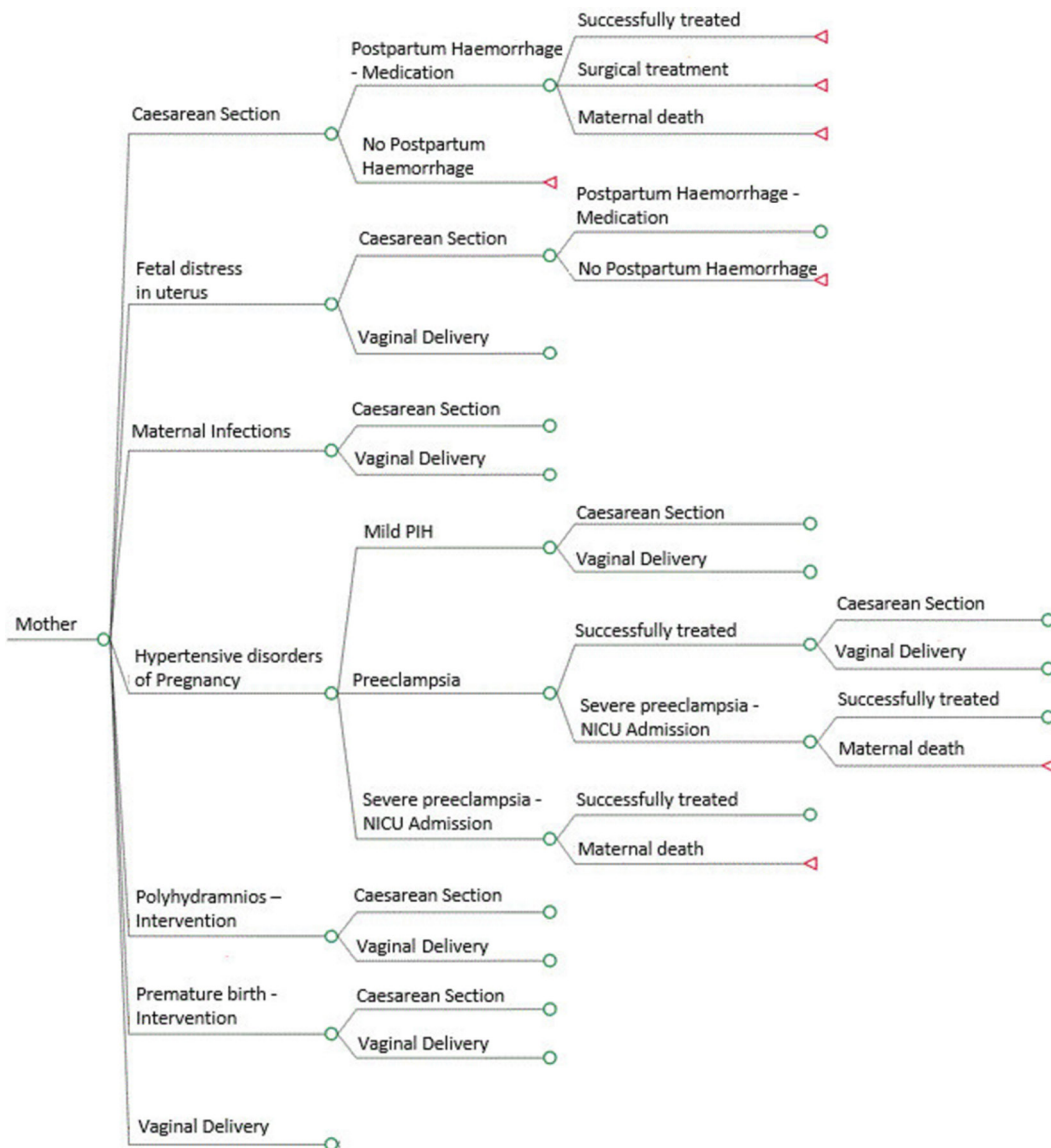 Successfully treated
Postpartum Haemorrhage
- Medication
Surgical treatment
Maternal death
Caesarean Section
No Postpartum
Haemorrhage
Postpartum Haemorrhage -
Medication
Caesarean Section
No Postpartum Haemorrhage
Fetal distress
in uterus
Vaginal Delivery
Caesarean Section
Maternal Infections
Vaginal Delivery
Caesarean Section
Mild PIH
Vaginal Delivery
Caesarean Section
Mother
Successfully treated
Vaginal Delivery
Hypertensive disorders
of Pregnancy
Preeclampsia
Severe preeclampsia -
NICU Admission
Successfully treated
Maternal death
Severe preeclampsia -
NICU Admission
Successfully treated
Maternal death
Polyhydramnios –
Intervention
Caesarean Section
Vaginal Delivery
Premature birth -
Intervention
Caesarean Section
Vaginal Delivery
Vaginal Delivery